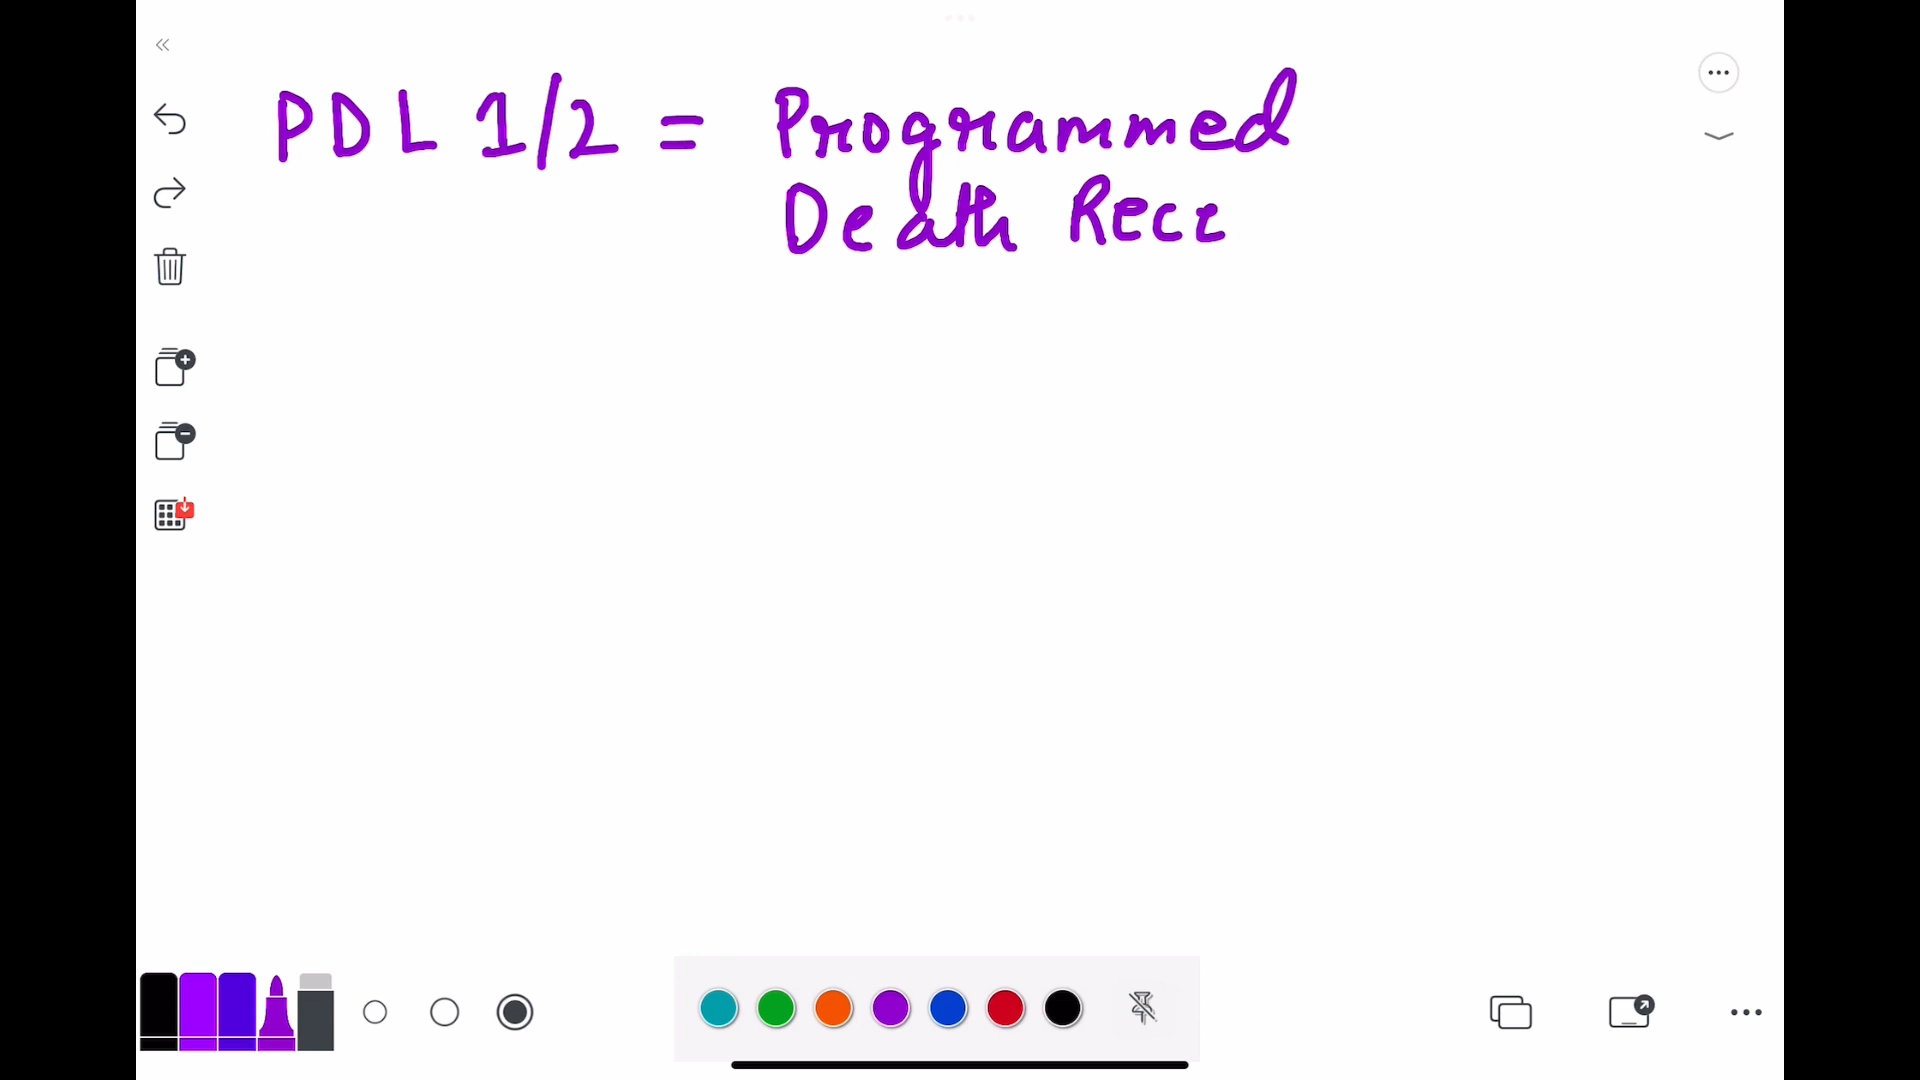 PDL 1/2 = Programmed
Death Rece